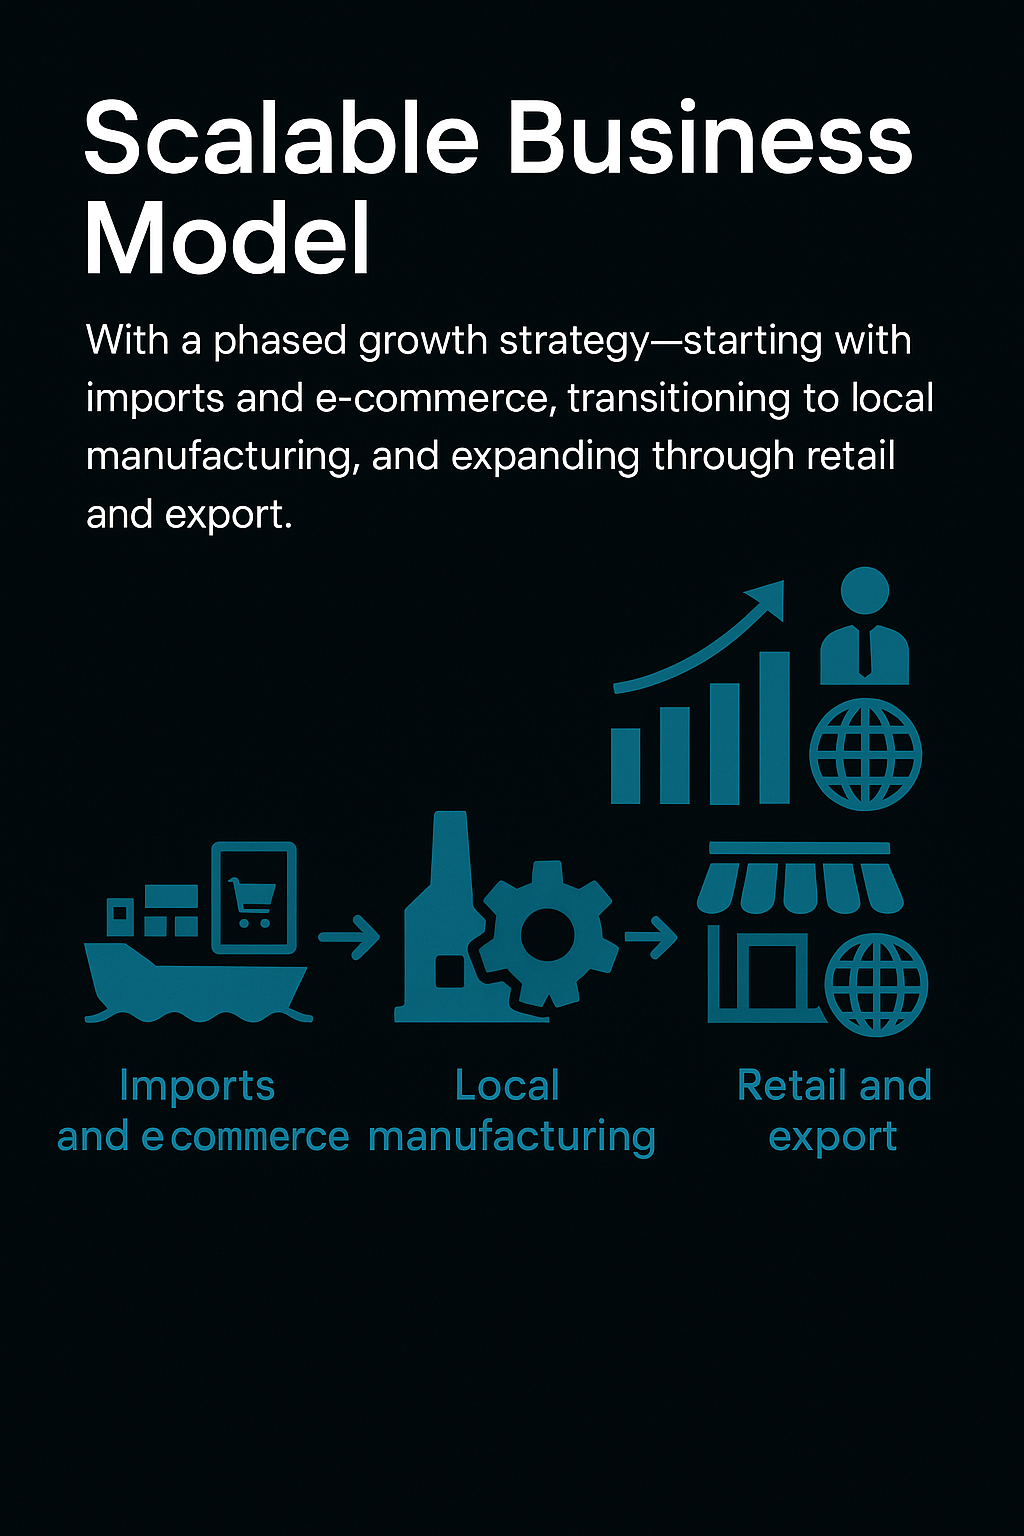 Scalable Business
Model
With a phased growth strategy—starting with
imports and e-commerce, transitioning to local
manufacturing, and expanding through retail
and export.
Imports
and e commerce
Local
manufacturing
Retail and
export